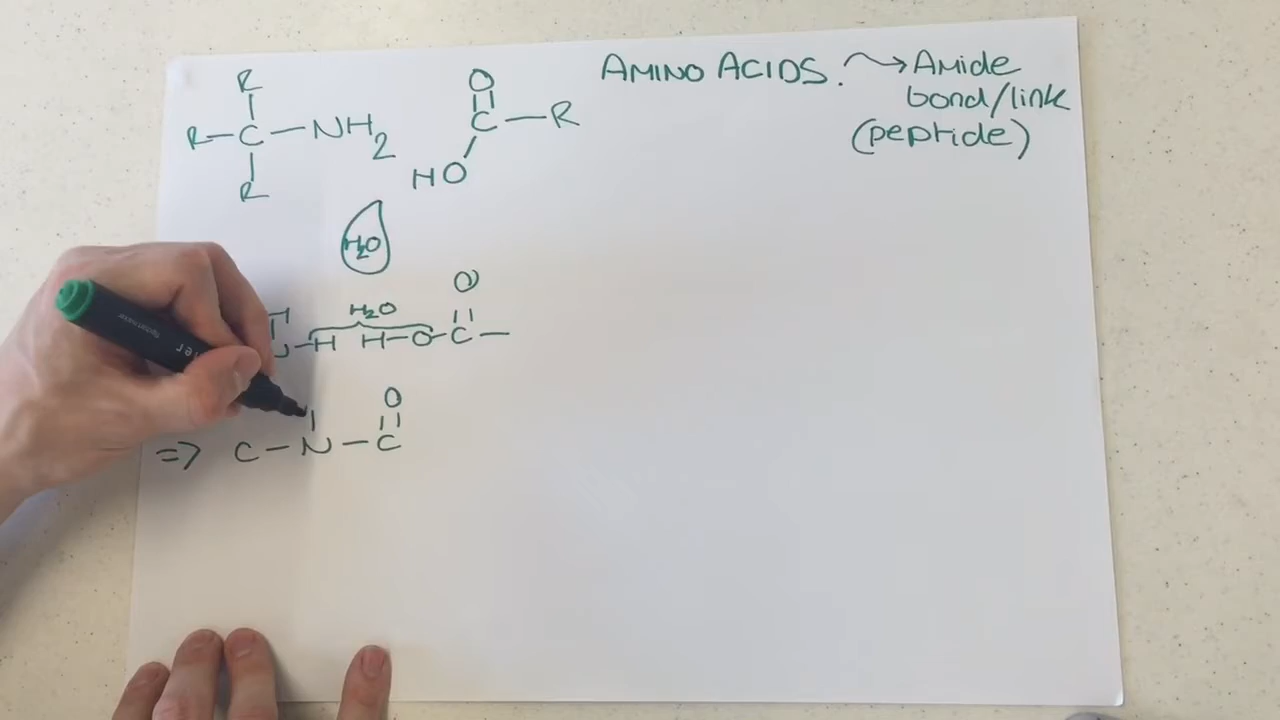 AMINO ACIDS. → Amide
bond/link
(peptide)
R
R–C–NH2
R
O
C–R
HO
H2O
H2O
H
O
–H H–O–C–
O
=> C–N–C